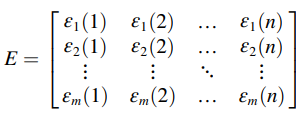 ε₁(1) ε₁(2) … ε₁(n)
ε₂(1) ε₂(2) … ε₂(n)
E = ⋮ ⋮ ⋱ ⋮
εₘ(1) εₘ(2) … εₘ(n)